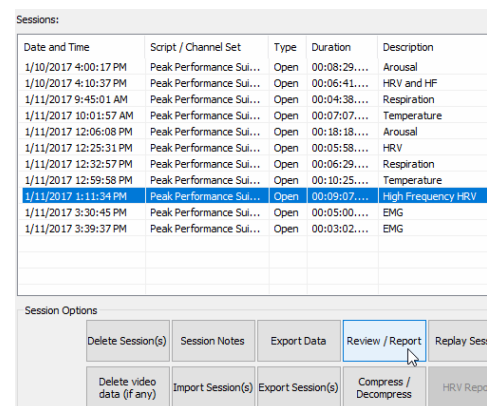 Sessions:
Date and Time Script / Channel Set Type Duration Description
1/10/2017 4:00:17 PM Peak Performance Sui... Open 00:08:29.... Arousal
1/10/2017 4:10:37 PM Peak Performance Sui... Open 00:06:41.... HRV and HF
1/11/2017 9:45:01 AM Peak Performance Sui... Open 00:04:38.... Respiration
1/11/2017 10:01:57 AM Peak Performance Sui... Open 00:07:07.... Temperature
1/11/2017 12:06:08 PM Peak Performance Sui... Open 00:18:18.... Arousal
1/11/2017 12:25:31 PM Peak Performance Sui... Open 00:05:58.... HRV
1/11/2017 12:32:57 PM Peak Performance Sui... Open 00:06:29.... Respiration
1/11/2017 12:59:58 PM Peak Performance Sui... Open 00:10:25.... Temperature
1/11/2017 1:11:34 PM Peak Performance Sui... Open 00:09:07.... High Frequency HRV
1/11/2017 3:30:45 PM Peak Performance Sui... Open 00:05:00.... EMG
1/11/2017 3:39:37 PM Peak Performance Sui... Open 00:03:02.... EMG
Session Options
Delete Session(s) Session Notes Export Data Review / Report Replay Ses
Delete video data (if any) Import Session(s) Export Session(s) Compress / Decompress HRV Repo